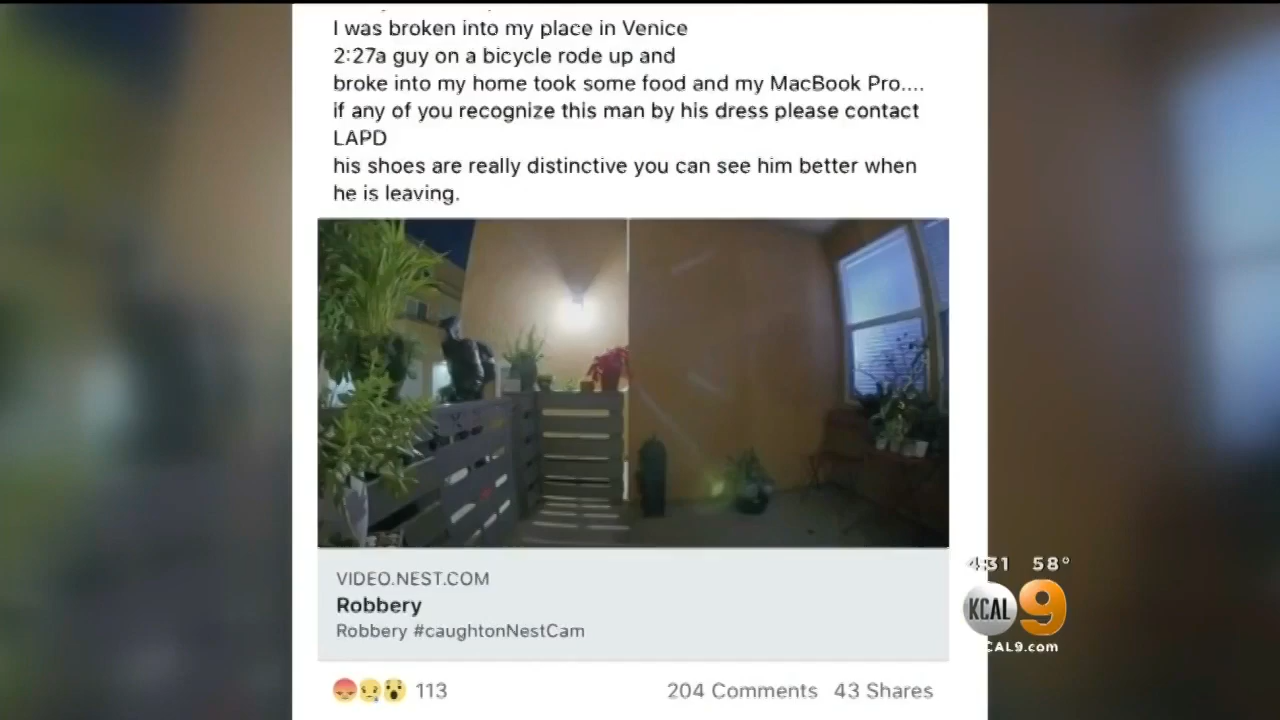 I was broken into my place in Venice
2:27a guy on a bicycle rode up and
broke into my home took some food and my MacBook Pro....
if any of you recognize this man by his dress please contact
LAPD
his shoes are really distinctive you can see him better when
he is leaving.
VIDEO.NEST.COM
Robbery
Robbery #caughtonNestCam
113
204 Comments 43 Shares
4:31 58°
KCAL 9
CAL9.com